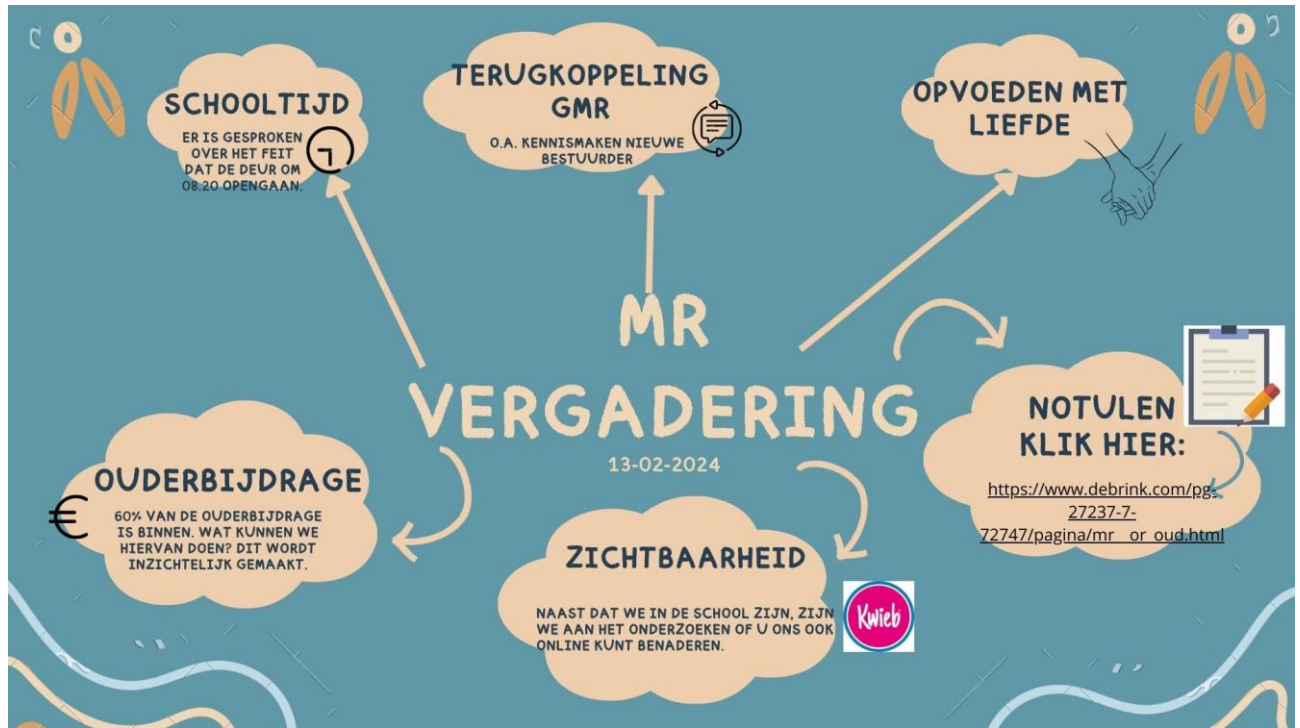 SCHOOLTIJD
ER IS GESPROKEN
OVER HET FEIT
DAT DE DEUR OM
08.20 OPENGAAN.
TERUGKOPPELING
GMR
O.A. KENNISMAKEN NIEUWE
BESTUURDER
OPVOEDEN MET
LIEFDE
MR
VERGADERING
13-02-2024
NOTULEN
KLIK HIER:
https://www.debrink.com/pg-
27237-7-
72747/pagina/mr_or_oud.html
OUDERBIJDRAGE
€
60% VAN DE OUDERBIJDRAGE
IS BINNEN. WAT KUNNEN WE
HIERVAN DOEN? DIT WORDT
INZICHTELIJK GEMAAKT.
ZICHTBAARHEID
NAAST DAT WE IN DE SCHOOL ZIJN, ZIJN
WE AAN HET ONDERZOEKEN OF U ONS OOK
ONLINE KUNT BENADEREN.
Kwieb